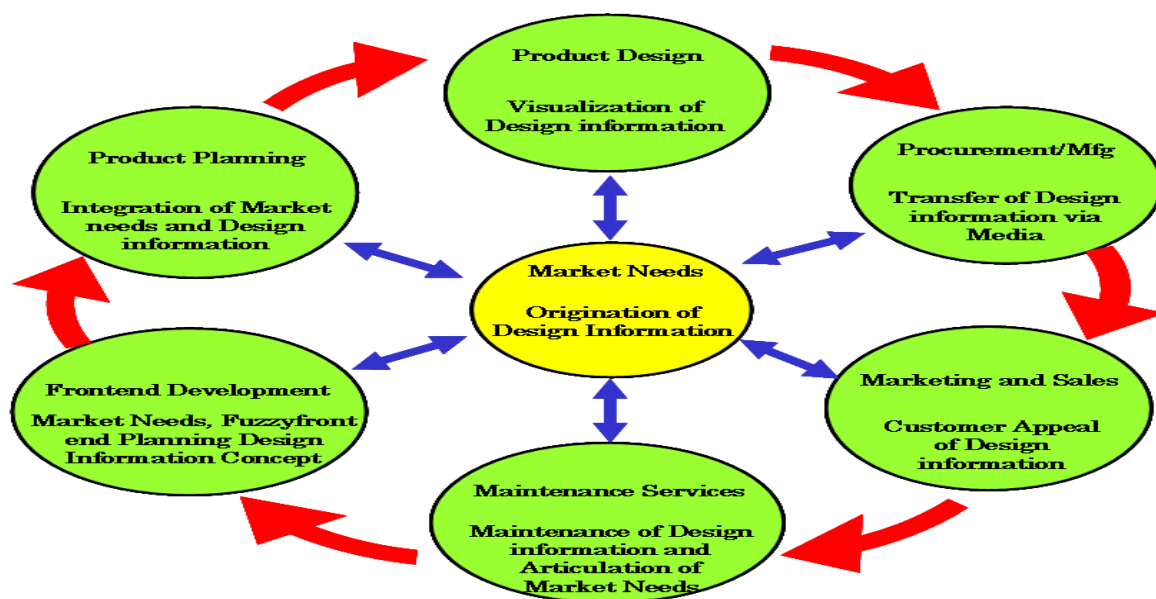 Product Design
Visualization of
Design information
Product Planning
Integration of Market
needs and Design
information
Procurement/Mfg
Transfer of Design
information via
Media
Market Needs
Origination of
Design Information
Frontend Development
Market Needs, Fuzzyfront
end Planning Design
Information Concept
Marketing and Sales
Customer Appeal
of Design
information
Maintenance Services
Maintenance of Design
information and
Articulation of
Market Needs